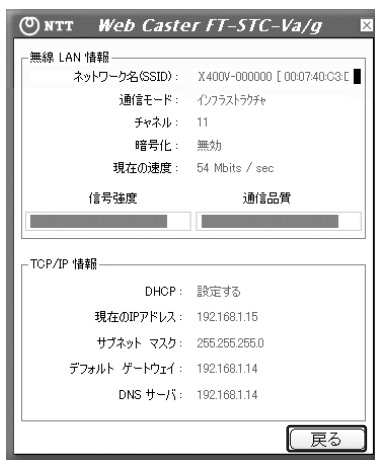 NTT Web Caster FT-STC-Va/g
無線 LAN 情報
ネットワーク名(SSID): X400V-000000 [ 00:07:40:C3:D
通信モード: インフラストラクチャ
チャネル: 11
暗号化: 無効
現在の速度: 54 Mbits / sec
信号強度 通信品質
TCP/IP 情報
DHCP: 設定する
現在のIPアドレス: 192.168.1.15
サブネット マスク: 255.255.255.0
デフォルト ゲートウェイ: 192.168.1.14
DNS サーバ: 192.168.1.14
戻る